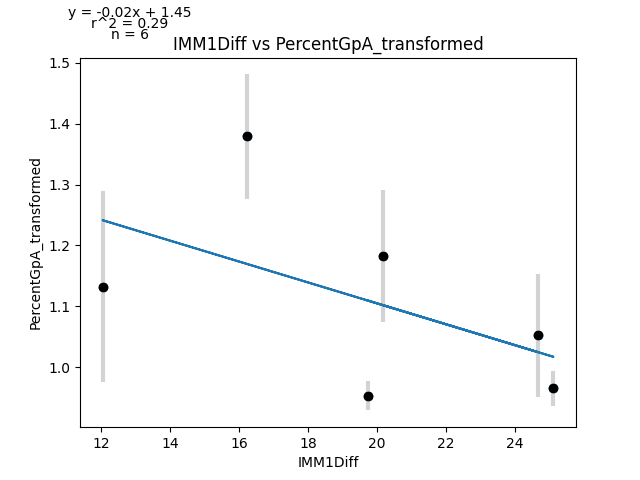 y = -0.02x + 1.45
r^2 = 0.29
n = 6
IMM1Diff vs PercentGpA_transformed
1.5
1.4
1.3
1.2
1.1
1.0
PercentGpA_transformed
12 14 16 18 20 22 24
IMM1Diff